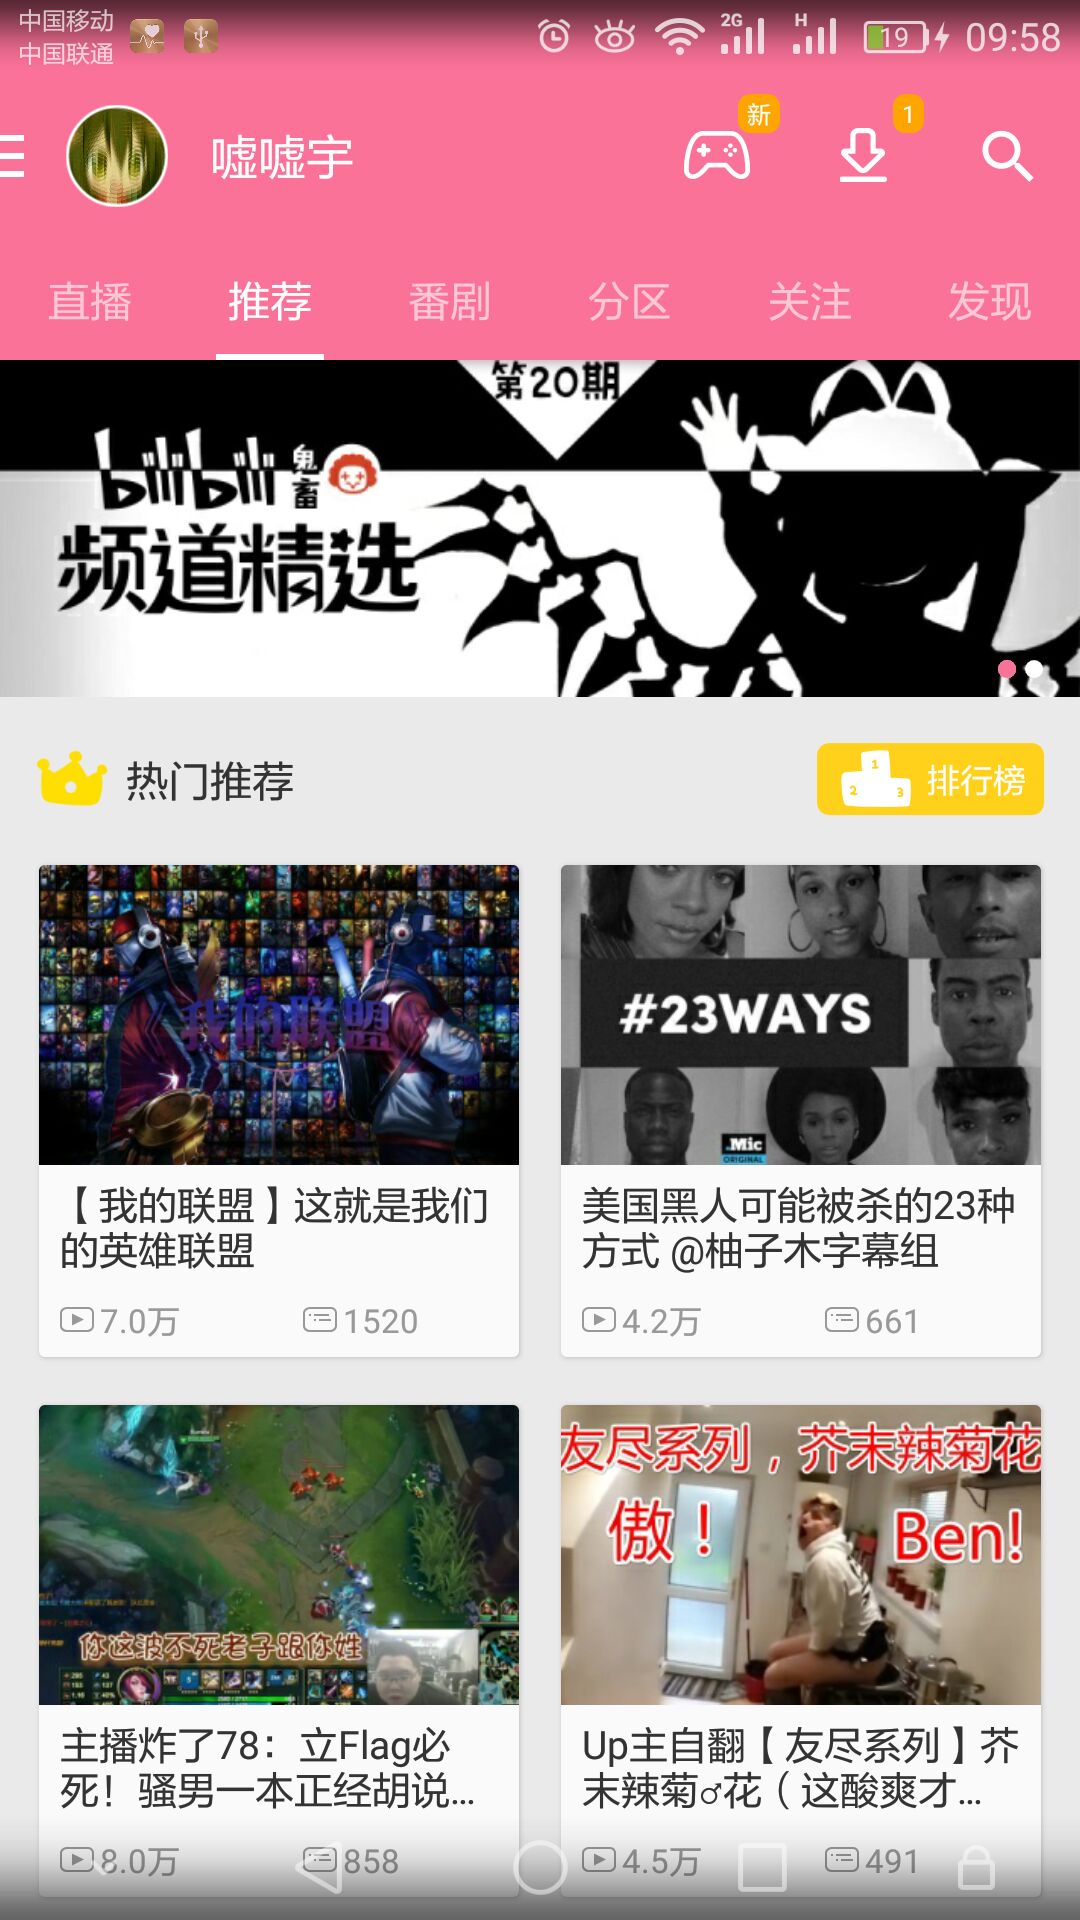 中国移动
中国联通
2G
H
19
09:58
嘘嘘宇
新
1
直播
推荐
番剧
分区
关注
发现
第20期
bilibili 鬼畜
频道精选
热门推荐
1
2
3
排行榜
《我的联盟》
#23WAYS
.Mic
ORIGINAL
【我的联盟】这就是我们
的英雄联盟
7.0万
1520
美国黑人可能被杀的23种
方式 @柚子木字幕组
4.2万
661
你这波不死老子跟你姓
友尽系列，芥末辣菊花
傲！
Ben!
主播炸了78：立Flag必
死！骚男一本正经胡说...
8.0万
858
Up主自翻【友尽系列】芥
末辣菊♂花（这酸爽才...
4.5万
491